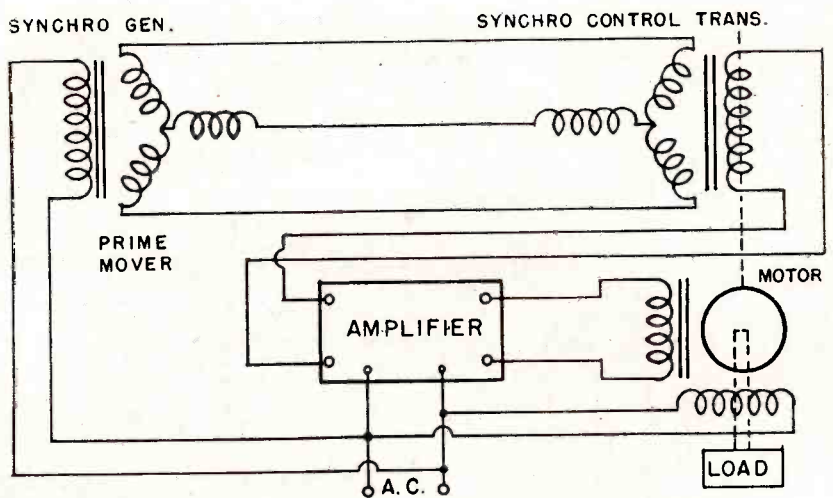 SYNCHRO GEN.
SYNCHRO CONTROL TRANS.
PRIME
MOVER
MOTOR
AMPLIFIER
A.C.
LOAD